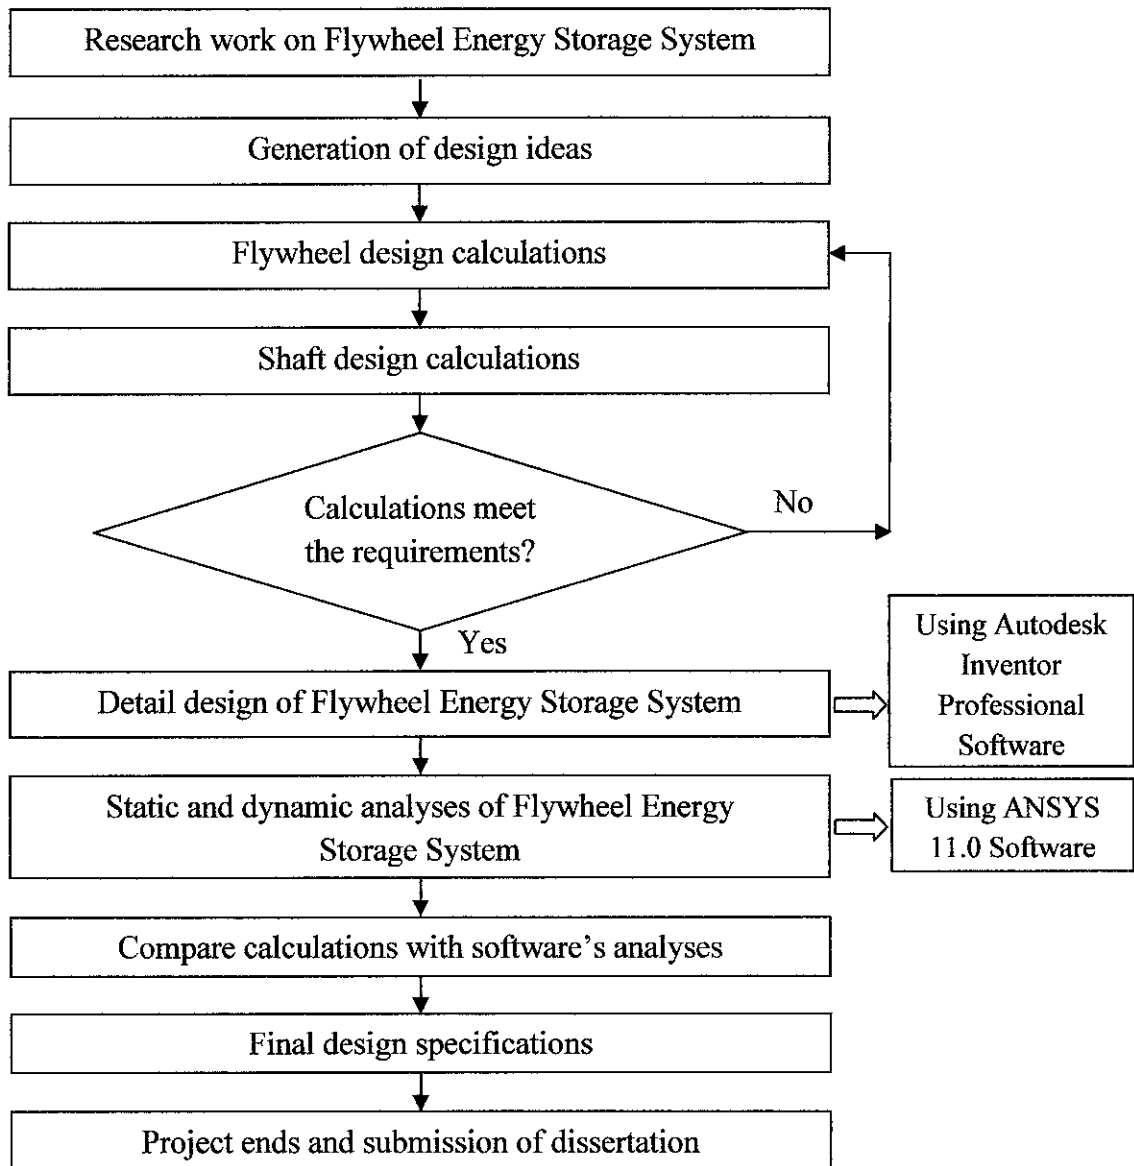 Research work on Flywheel Energy Storage System
Generation of design ideas
Flywheel design calculations
Shaft design calculations
Calculations meet
the requirements?
No
Yes
Using Autodesk
Inventor
Professional
Software
Detail design of Flywheel Energy Storage System
Static and dynamic analyses of Flywheel Energy
Storage System
Using ANSYS
11.0 Software
Compare calculations with software's analyses
Final design specifications
Project ends and submission of dissertation